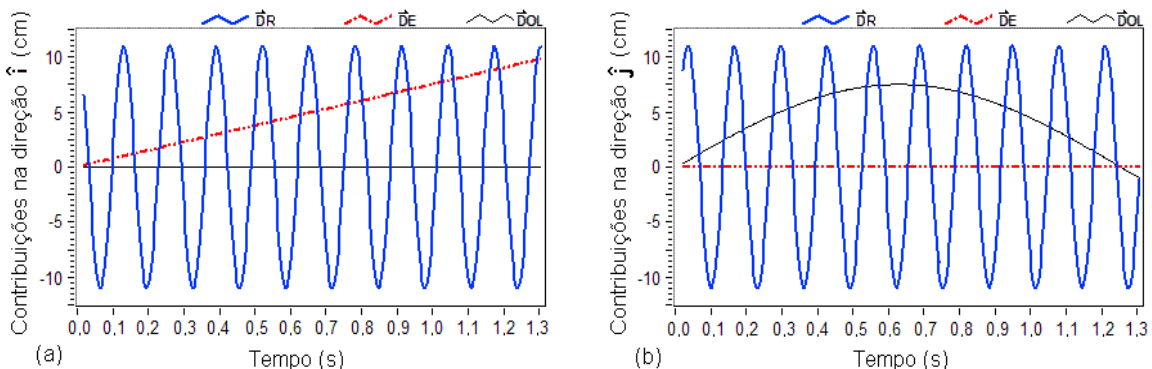 DR DE DOL
Contribuições na direção î (cm)
10
5
0
-5
-10
0,0 0,1 0,2 0,3 0,4 0,5 0,6 0,7 0,8 0,9 1,0 1,1 1,2 1,3
Tempo (s)
(a)
DR DE DOL
Contribuições na direção ĵ (cm)
10
5
0
-5
-10
0,0 0,1 0,2 0,3 0,4 0,5 0,6 0,7 0,8 0,9 1,0 1,1 1,2 1,3
Tempo (s)
(b)